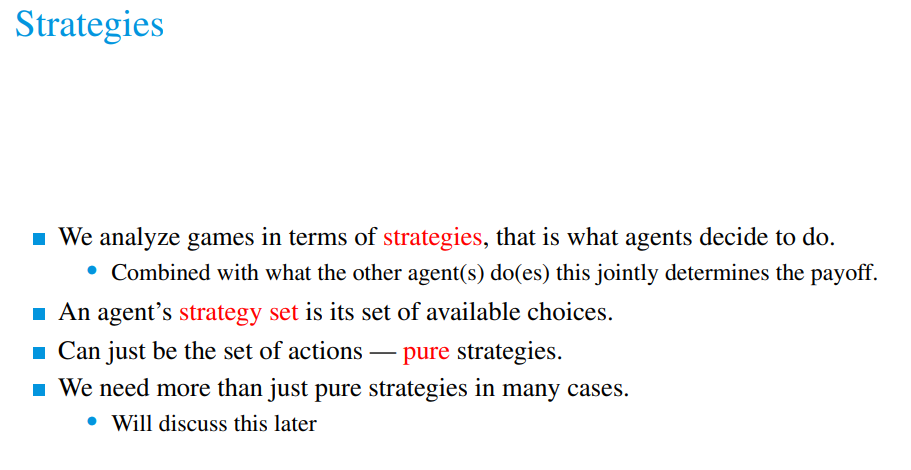 Strategies
We analyze games in terms of strategies, that is what agents decide to do.
Combined with what the other agent(s) do(es) this jointly determines the payoff.
An agent's strategy set is its set of available choices.
Can just be the set of actions — pure strategies.
We need more than just pure strategies in many cases.
Will discuss this later